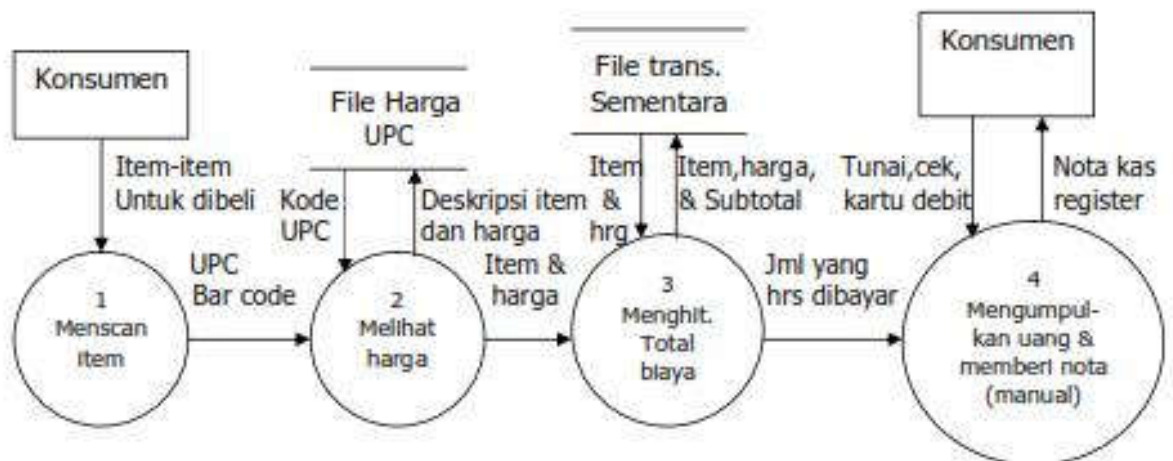 Konsumen
File Harga
UPC
File trans.
Sementara
Konsumen
Item-item
Untuk dibeli
Kode
UPC
Deskripsi item
dan harga
Item
&
hrg
Item,harga,
& Subtotal
Tunai,cek,
kartu debit
Nota kas
register
1
Menscan
item
UPC
Bar code
2
Melihat
harga
Item &
harga
3
Menghit.
Total
biaya
Jml yang
hrs dibayar
4
Mengumpul-
kan uang &
memberi nota
(manual)